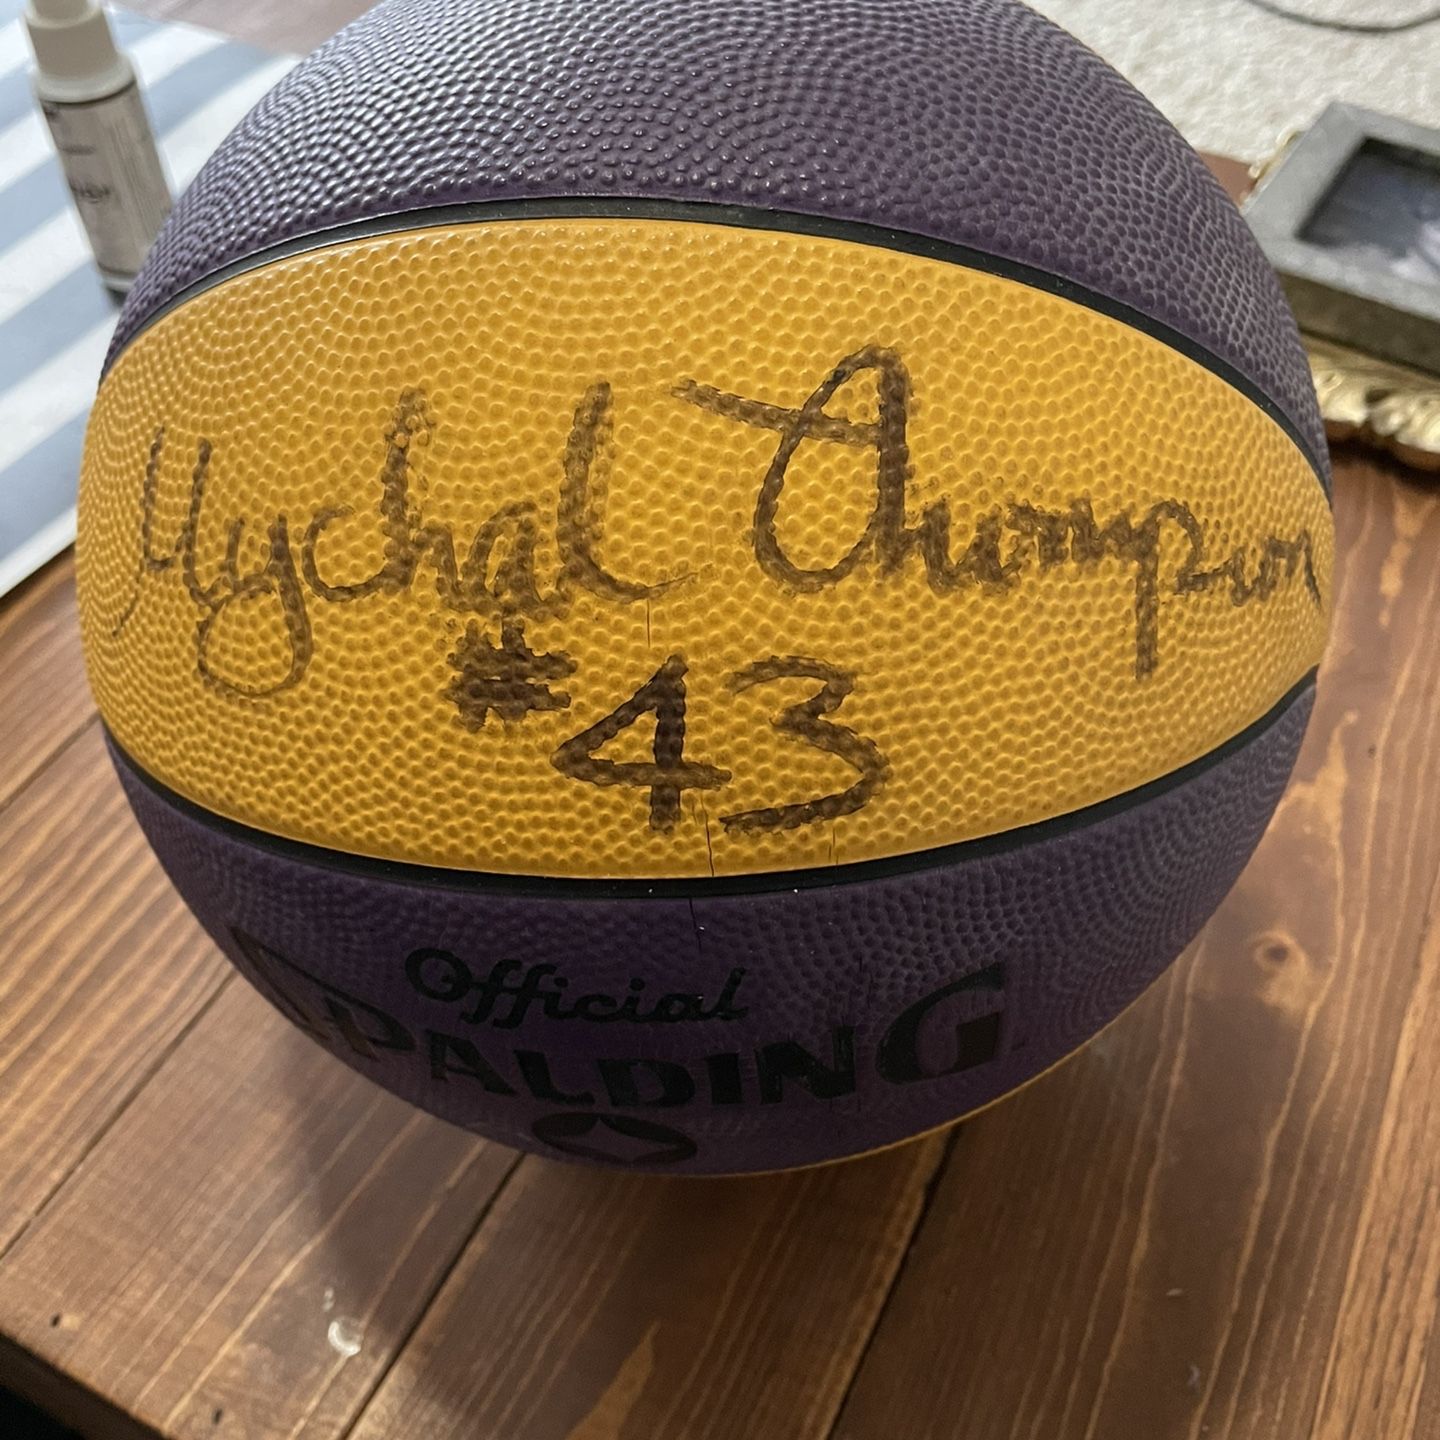 Mychal Thompson
#43
Official
SPALDING